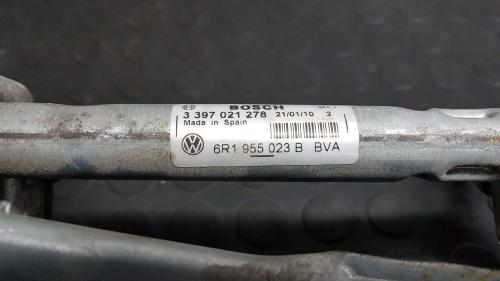 BOSCH
3 397 021 278 21/01/10 2
Made in Spain
6R1 955 023 B BVA